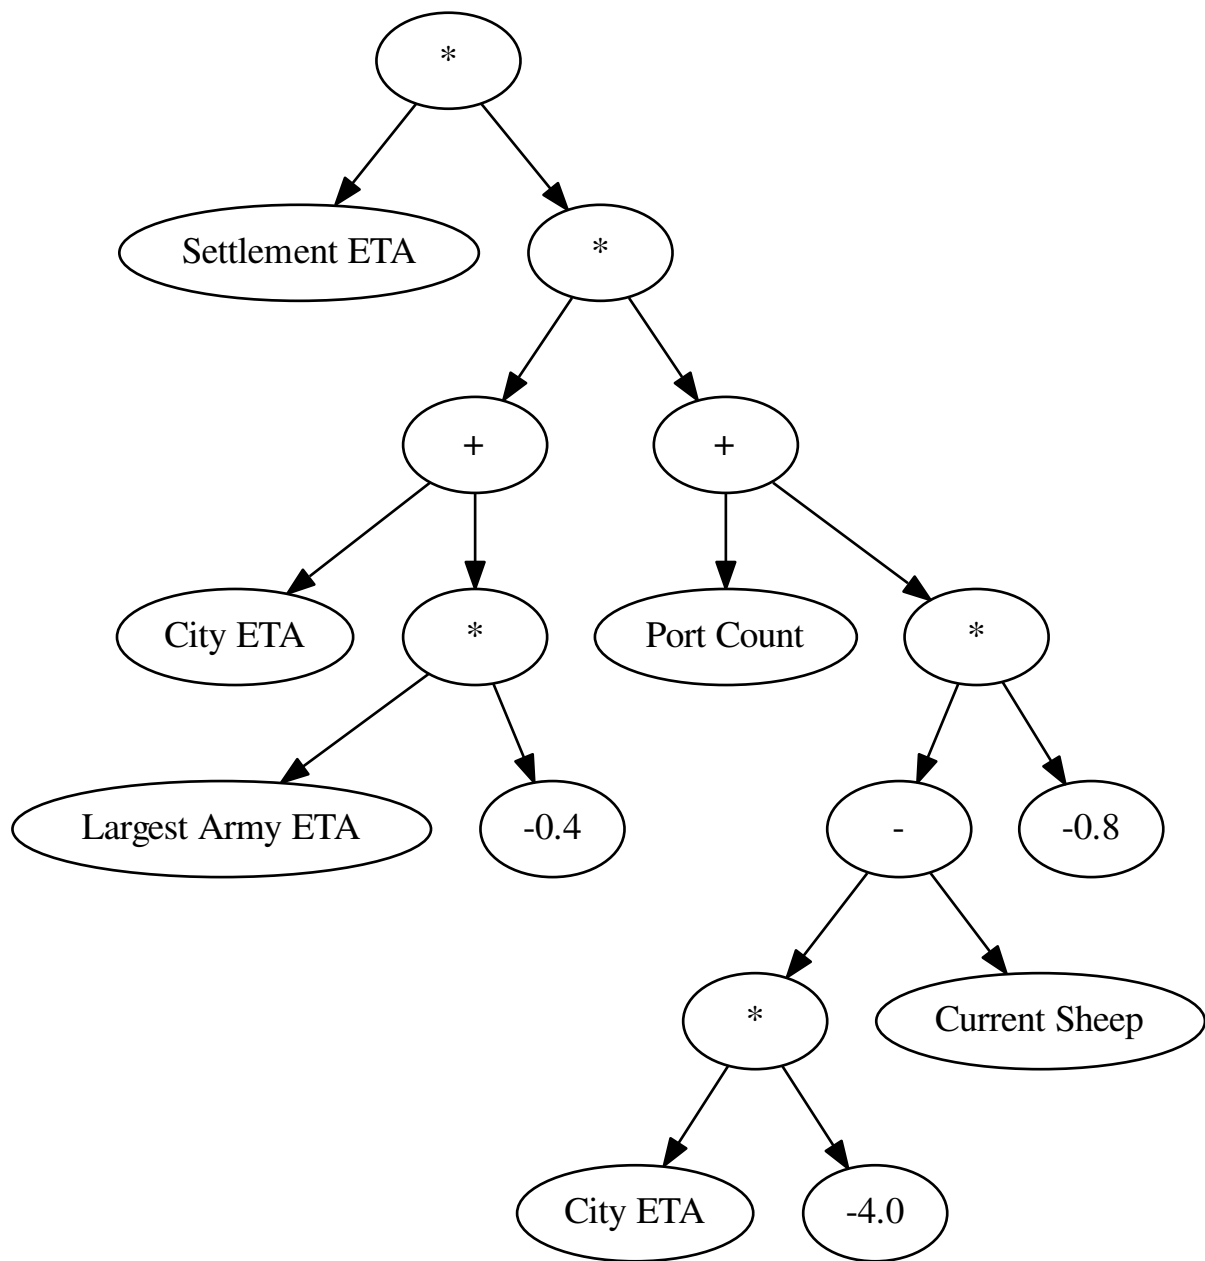 *
Settlement ETA
*
+
+
City ETA
*
Port Count
*
Largest Army ETA
-0.4
-
-0.8
*
Current Sheep
City ETA
-4.0